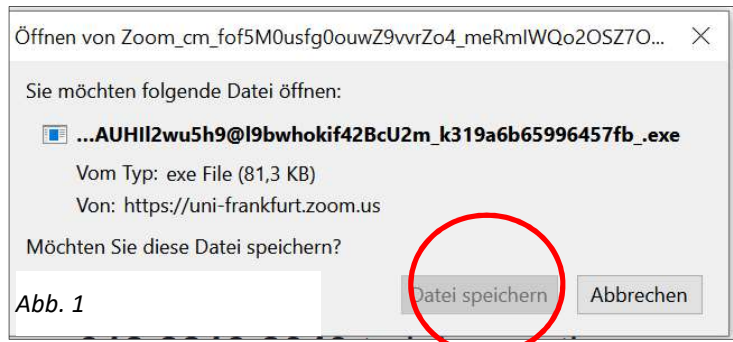 Öffnen von Zoom_cm_fof5M0usfg0ouwZ9vvrZo4_meRmIWQo2OSZ7O...
Sie möchten folgende Datei öffnen:
...AUHIl2wu5h9@l9bwhokif42BcU2m_k319a6b65996457fb_.exe
Vom Typ: exe File (81,3 KB)
Von: https://uni-frankfurt.zoom.us
Möchten Sie diese Datei speichern?
Datei speichern Abbrechen
Abb. 1